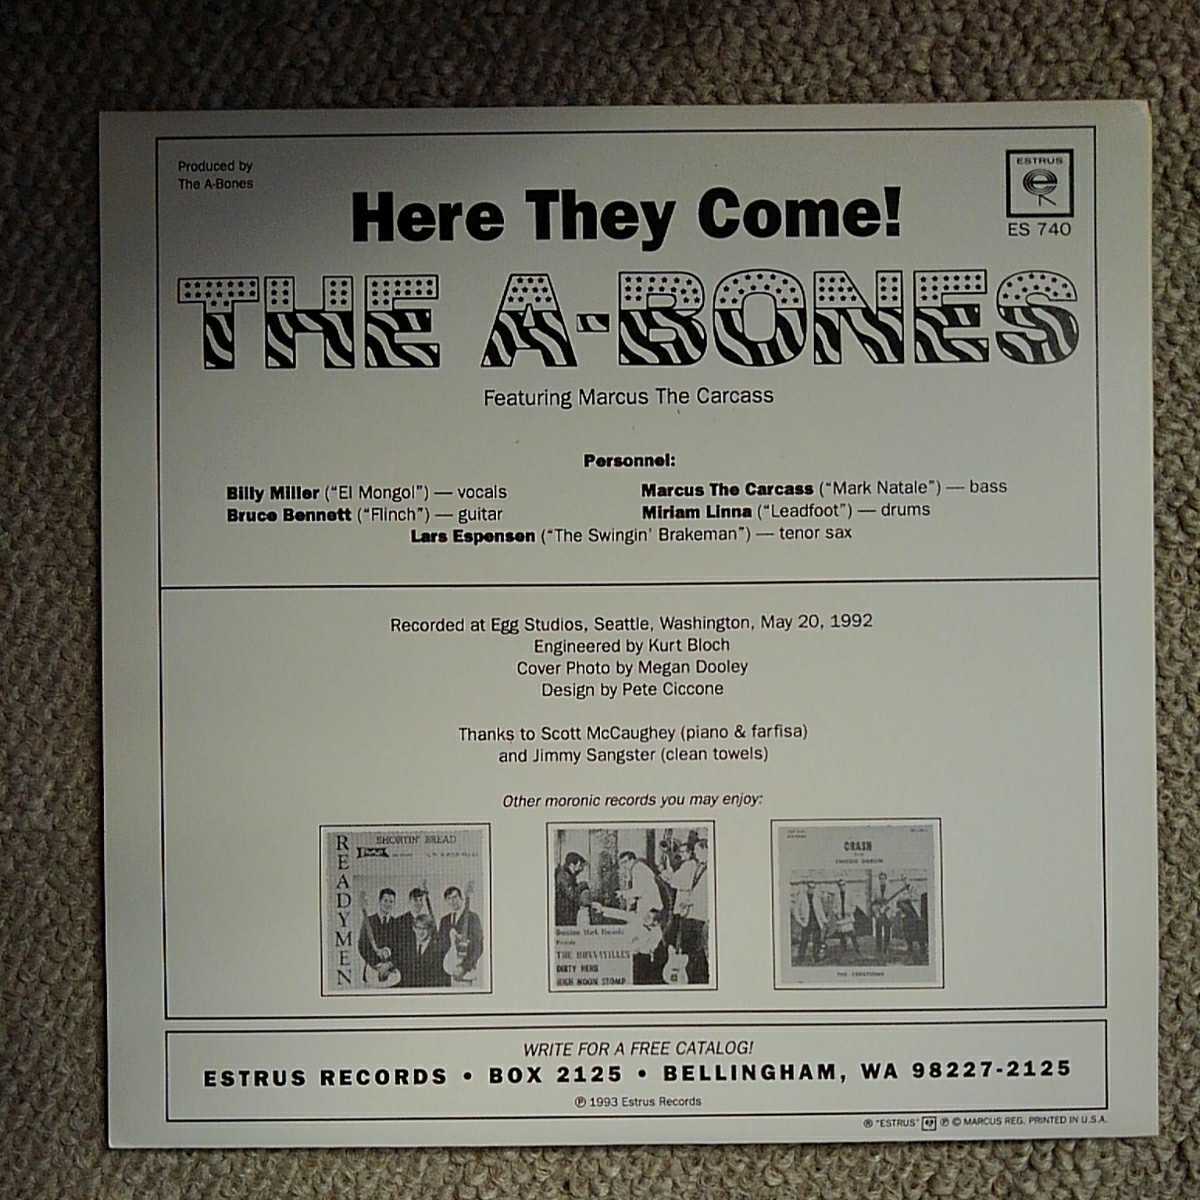 Produced by
The A-Bones
Here They Come!
ESTRUS
ES 740
THE A-BONES
Featuring Marcus The Carcass
Personnel:
Billy Miller ("El Mongol") — vocals
Marcus The Carcass ("Mark Natale") — bass
Bruce Bennett ("Flinch") — guitar
Miriam Linna ("Leadfoot") — drums
Lars Espensen ("The Swingin' Brakeman") — tenor sax
Recorded at Egg Studios, Seattle, Washington, May 20, 1992
Engineered by Kurt Bloch
Cover Photo by Megan Dooley
Design by Pete Ciccone
Thanks to Scott McCaughey (piano & farfisa)
and Jimmy Sangster (clean towels)
Other moronic records you may enjoy:
READYMEN
SHORTIN' BREAD
THE BONNEVILLES
DIRTY HERB
HIGH NOON STOMP
CRASH
THE CREATIONS
WRITE FOR A FREE CATALOG!
ESTRUS RECORDS • BOX 2125 • BELLINGHAM, WA 98227-2125
℗ 1993 Estrus Records
® "ESTRUS" ℗ © MARCUS REG. PRINTED IN U.S.A.